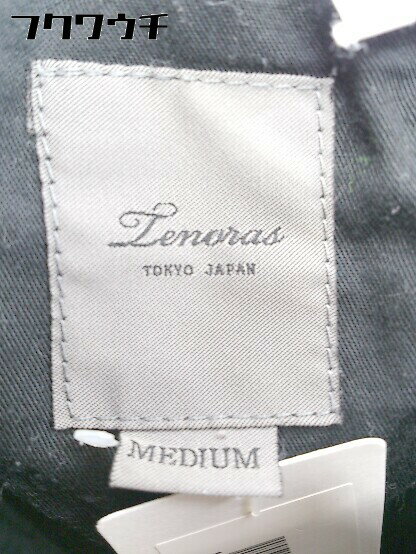 フクワウチ
Tenoras
TOKYO JAPAN
MEDIUM